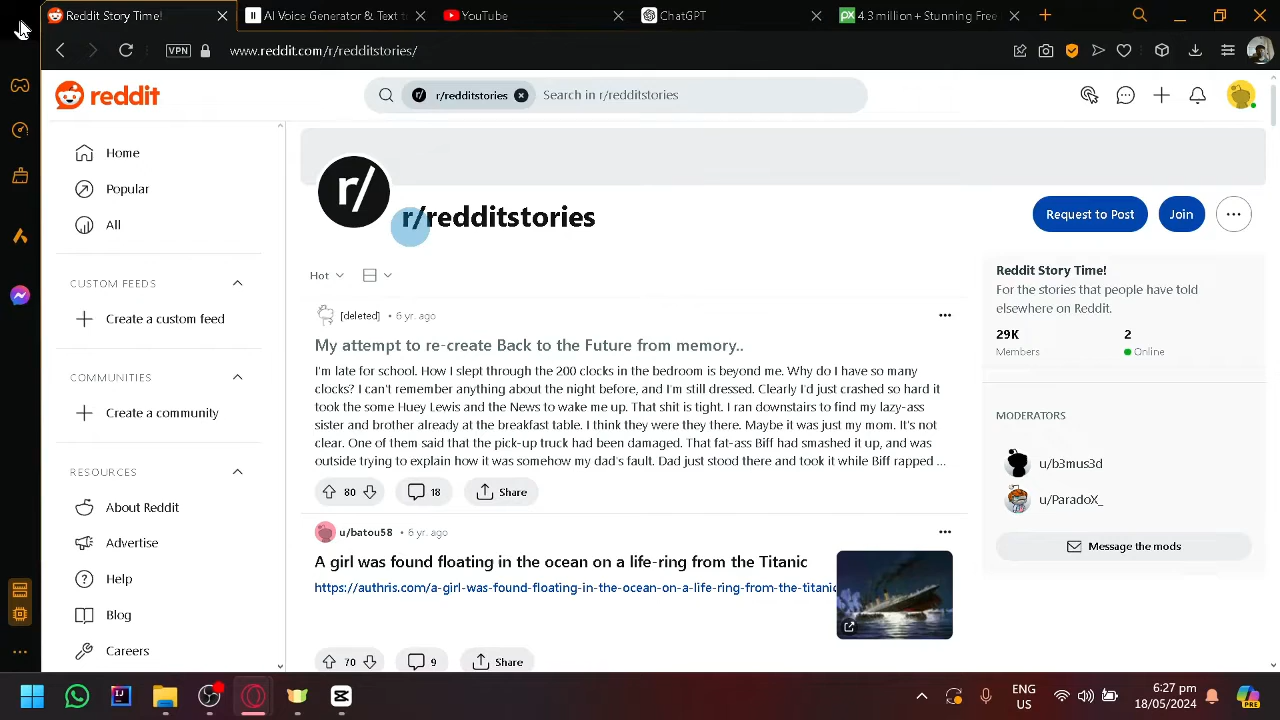 Reddit Story Time!
AI Voice Generator & Text t
YouTube
ChatGPT
4.3 million+ Stunning Free
VPN
www.reddit.com/r/redditstories/
reddit
r/redditstories
Search in r/redditstories
Home
Popular
All
CUSTOM FEEDS
Create a custom feed
COMMUNITIES
Create a community
RESOURCES
About Reddit
Advertise
Help
Blog
Careers
r/
r/redditstories
Request to Post
Join
Hot
[deleted] • 6 yr. ago
My attempt to re-create Back to the Future from memory..
I'm late for school. How I slept through the 200 clocks in the bedroom is beyond me. Why do I have so many
clocks? I can't remember anything about the night before, and I'm still dressed. Clearly I'd just crashed so hard it
took the some Huey Lewis and the News to wake me up. That shit is tight. I ran downstairs to find my lazy-ass
sister and brother already at the breakfast table. I think they were they there. Maybe it was just my mom. It's not
clear. One of them said that the pick-up truck had been damaged. That fat-ass Biff had smashed it up, and was
outside trying to explain how it was somehow my dad's fault. Dad just stood there and took it while Biff rapped ...
80
18
Share
u/batou58 • 6 yr. ago
A girl was found floating in the ocean on a life-ring from the Titanic
https://authris.com/a-girl-was-found-floating-in-the-ocean-on-a-life-ring-from-the-titanic
70
9
Share
Reddit Story Time!
For the stories that people have told
elsewhere on Reddit.
29K
Members
2
Online
MODERATORS
u/b3mus3d
u/ParadoX_
Message the mods
ENG
US
6:27 pm
18/05/2024
PRE